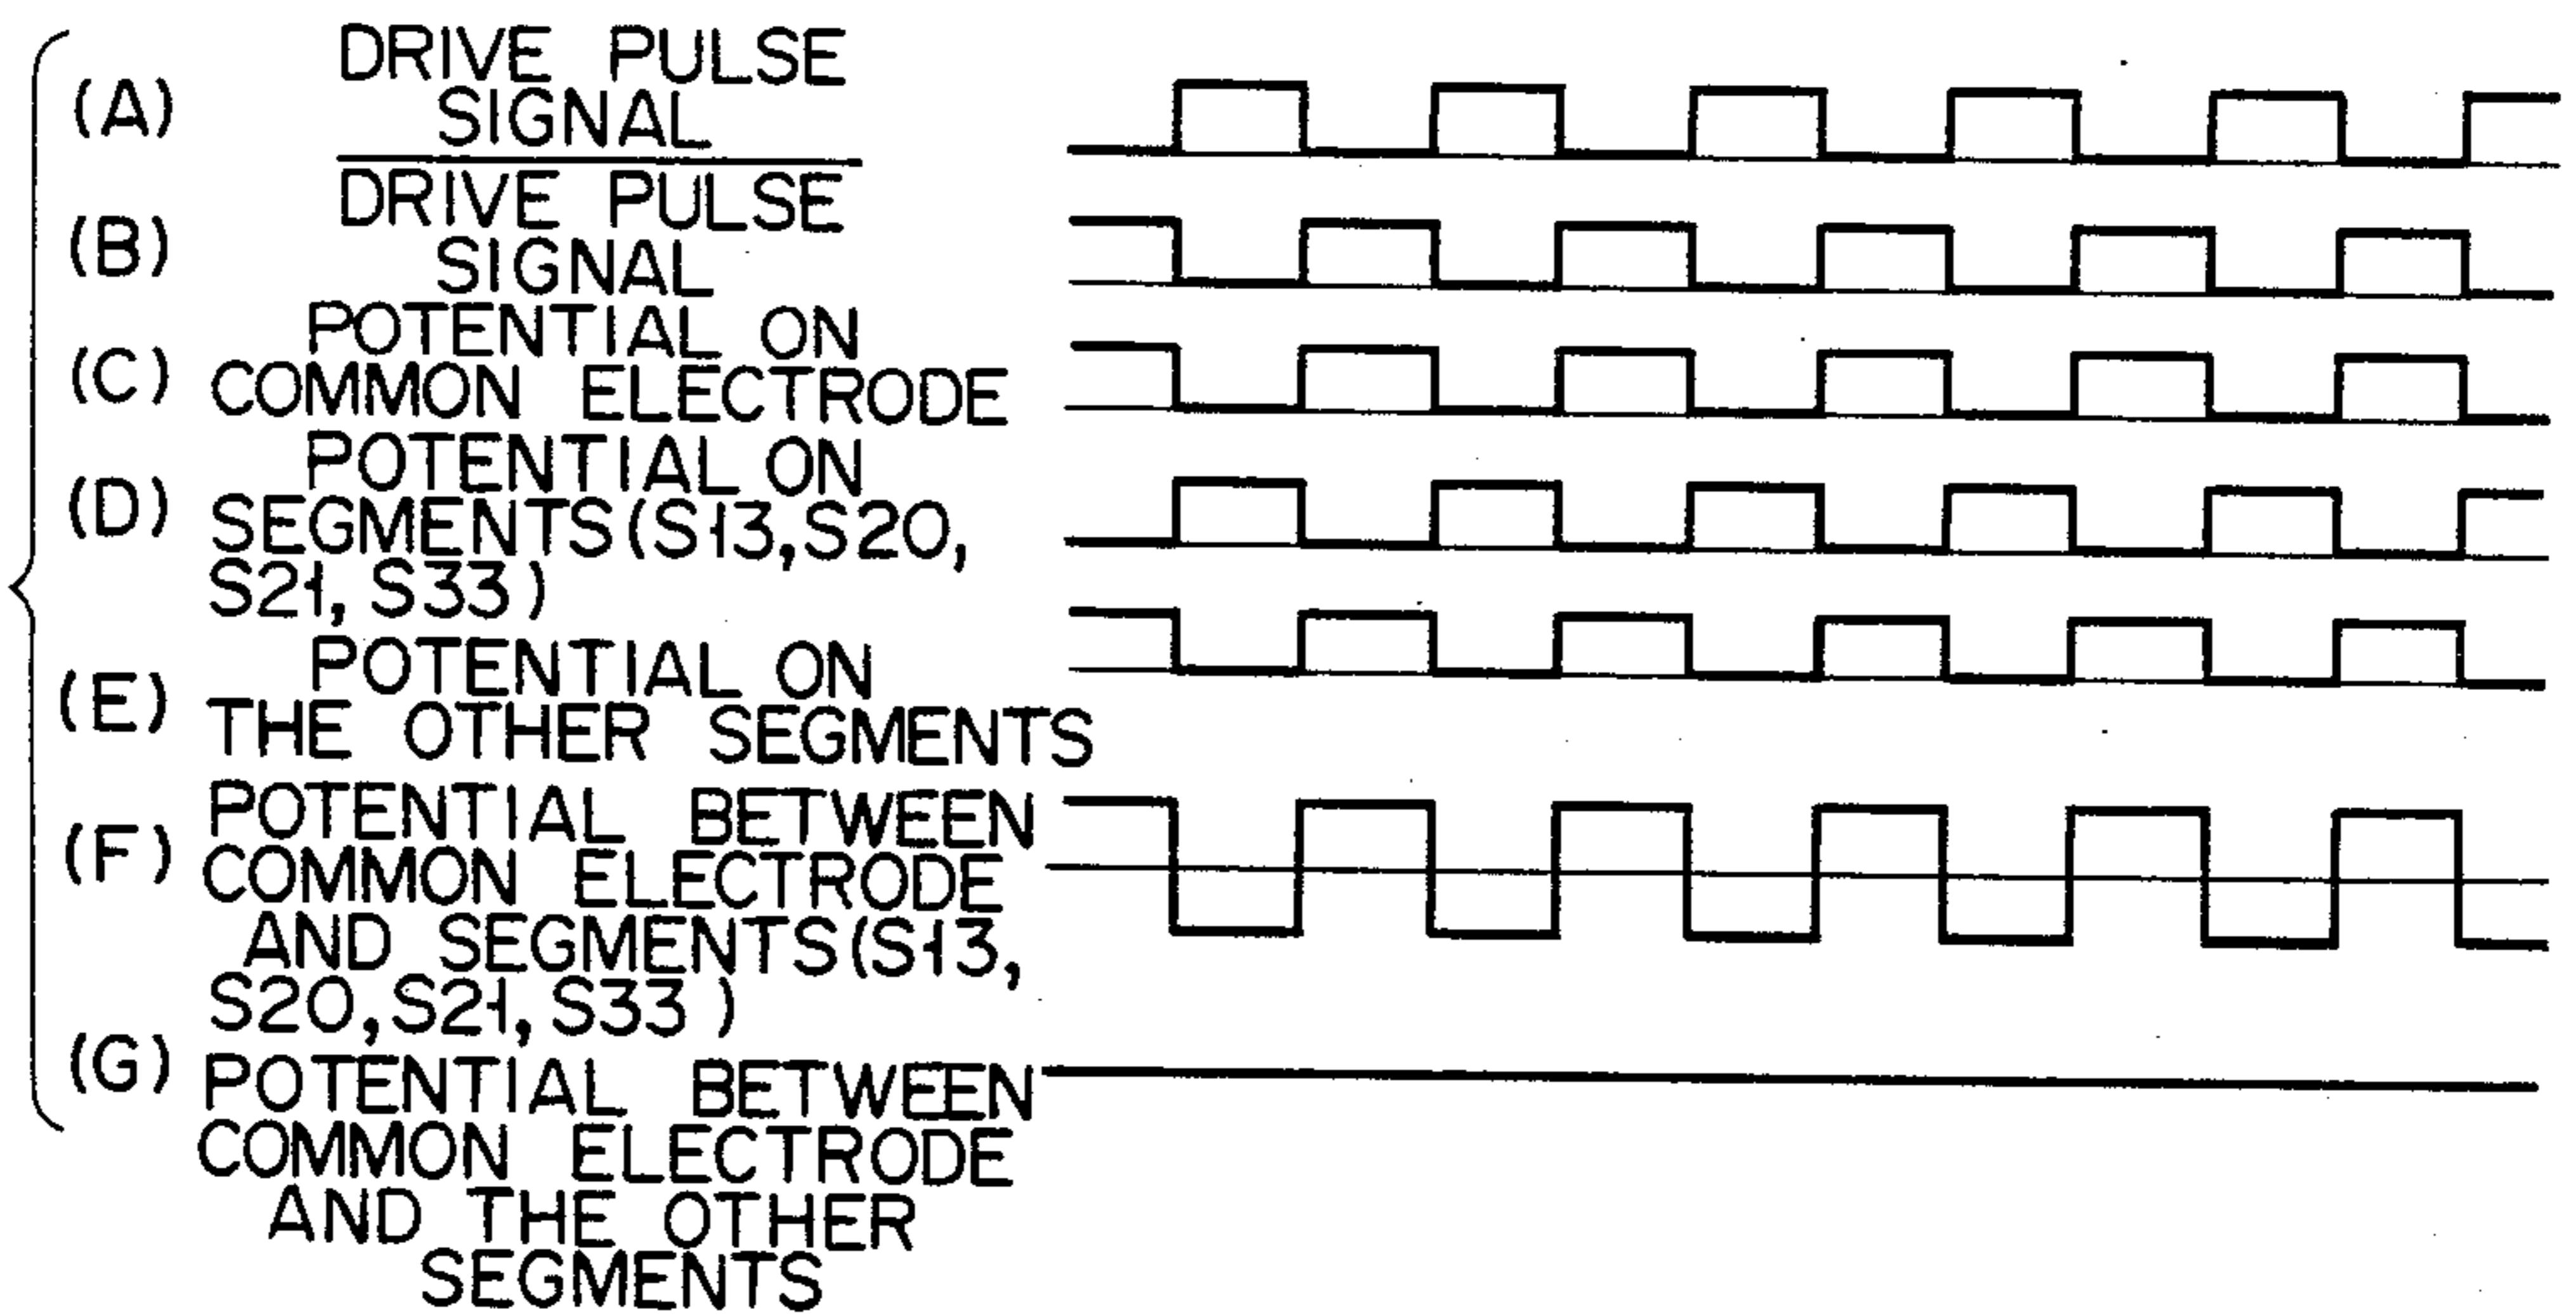 (A) DRIVE PULSE
SIGNAL
(B) DRIVE PULSE
SIGNAL
(C) POTENTIAL ON
COMMON ELECTRODE
(D) POTENTIAL ON
SEGMENTS(S13,S20,
S21, S33)
(E) POTENTIAL ON
THE OTHER SEGMENTS
(F) POTENTIAL BETWEEN
COMMON ELECTRODE
AND SEGMENTS(S13,
S20,S21,S33)
(G) POTENTIAL BETWEEN
COMMON ELECTRODE
AND THE OTHER
SEGMENTS